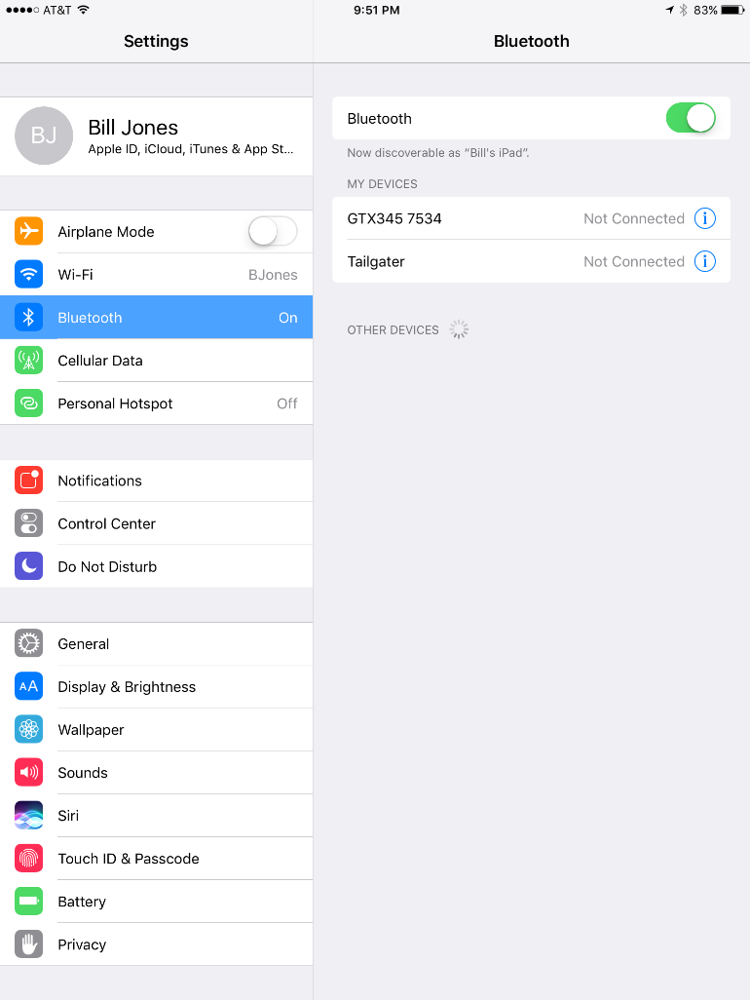 AT&T 9:51 PM 83%
Settings
Bluetooth
BJ
Bill Jones
Apple ID, iCloud, iTunes & App St...
Airplane Mode
Wi-Fi BJones
Bluetooth On
Cellular Data
Personal Hotspot Off
Notifications
Control Center
Do Not Disturb
General
AA Display & Brightness
Wallpaper
Sounds
Siri
Touch ID & Passcode
Battery
Privacy
Bluetooth
Now discoverable as “Bill's iPad”.
MY DEVICES
GTX345 7534 Not Connected i
Tailgater Not Connected i
OTHER DEVICES